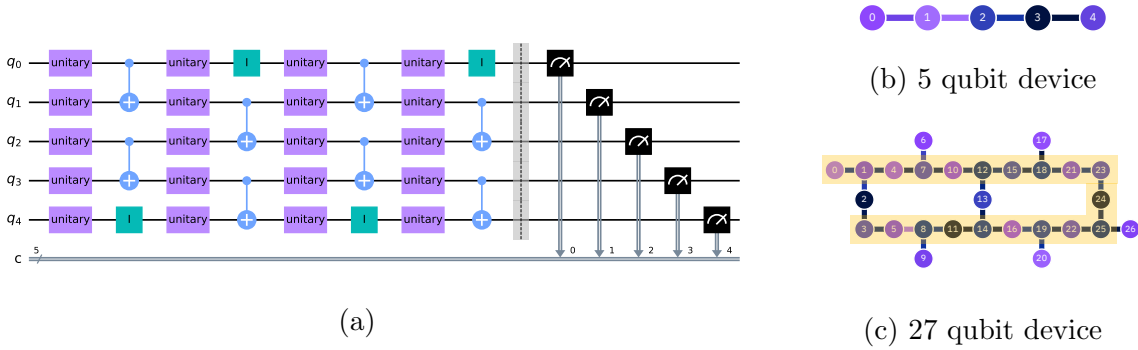 q0 unitary unitary I unitary unitary I
q1 unitary unitary unitary unitary
q2 unitary unitary unitary unitary
q3 unitary unitary unitary unitary
q4 unitary I unitary unitary I unitary
c 5 0 1 2 3 4
(a)
0 1 2 3 4
(b) 5 qubit device
6 17
0 1 4 7 10 12 15 18 21 23
2 13 24
3 5 8 11 14 16 19 22 25 26
9 20
(c) 27 qubit device